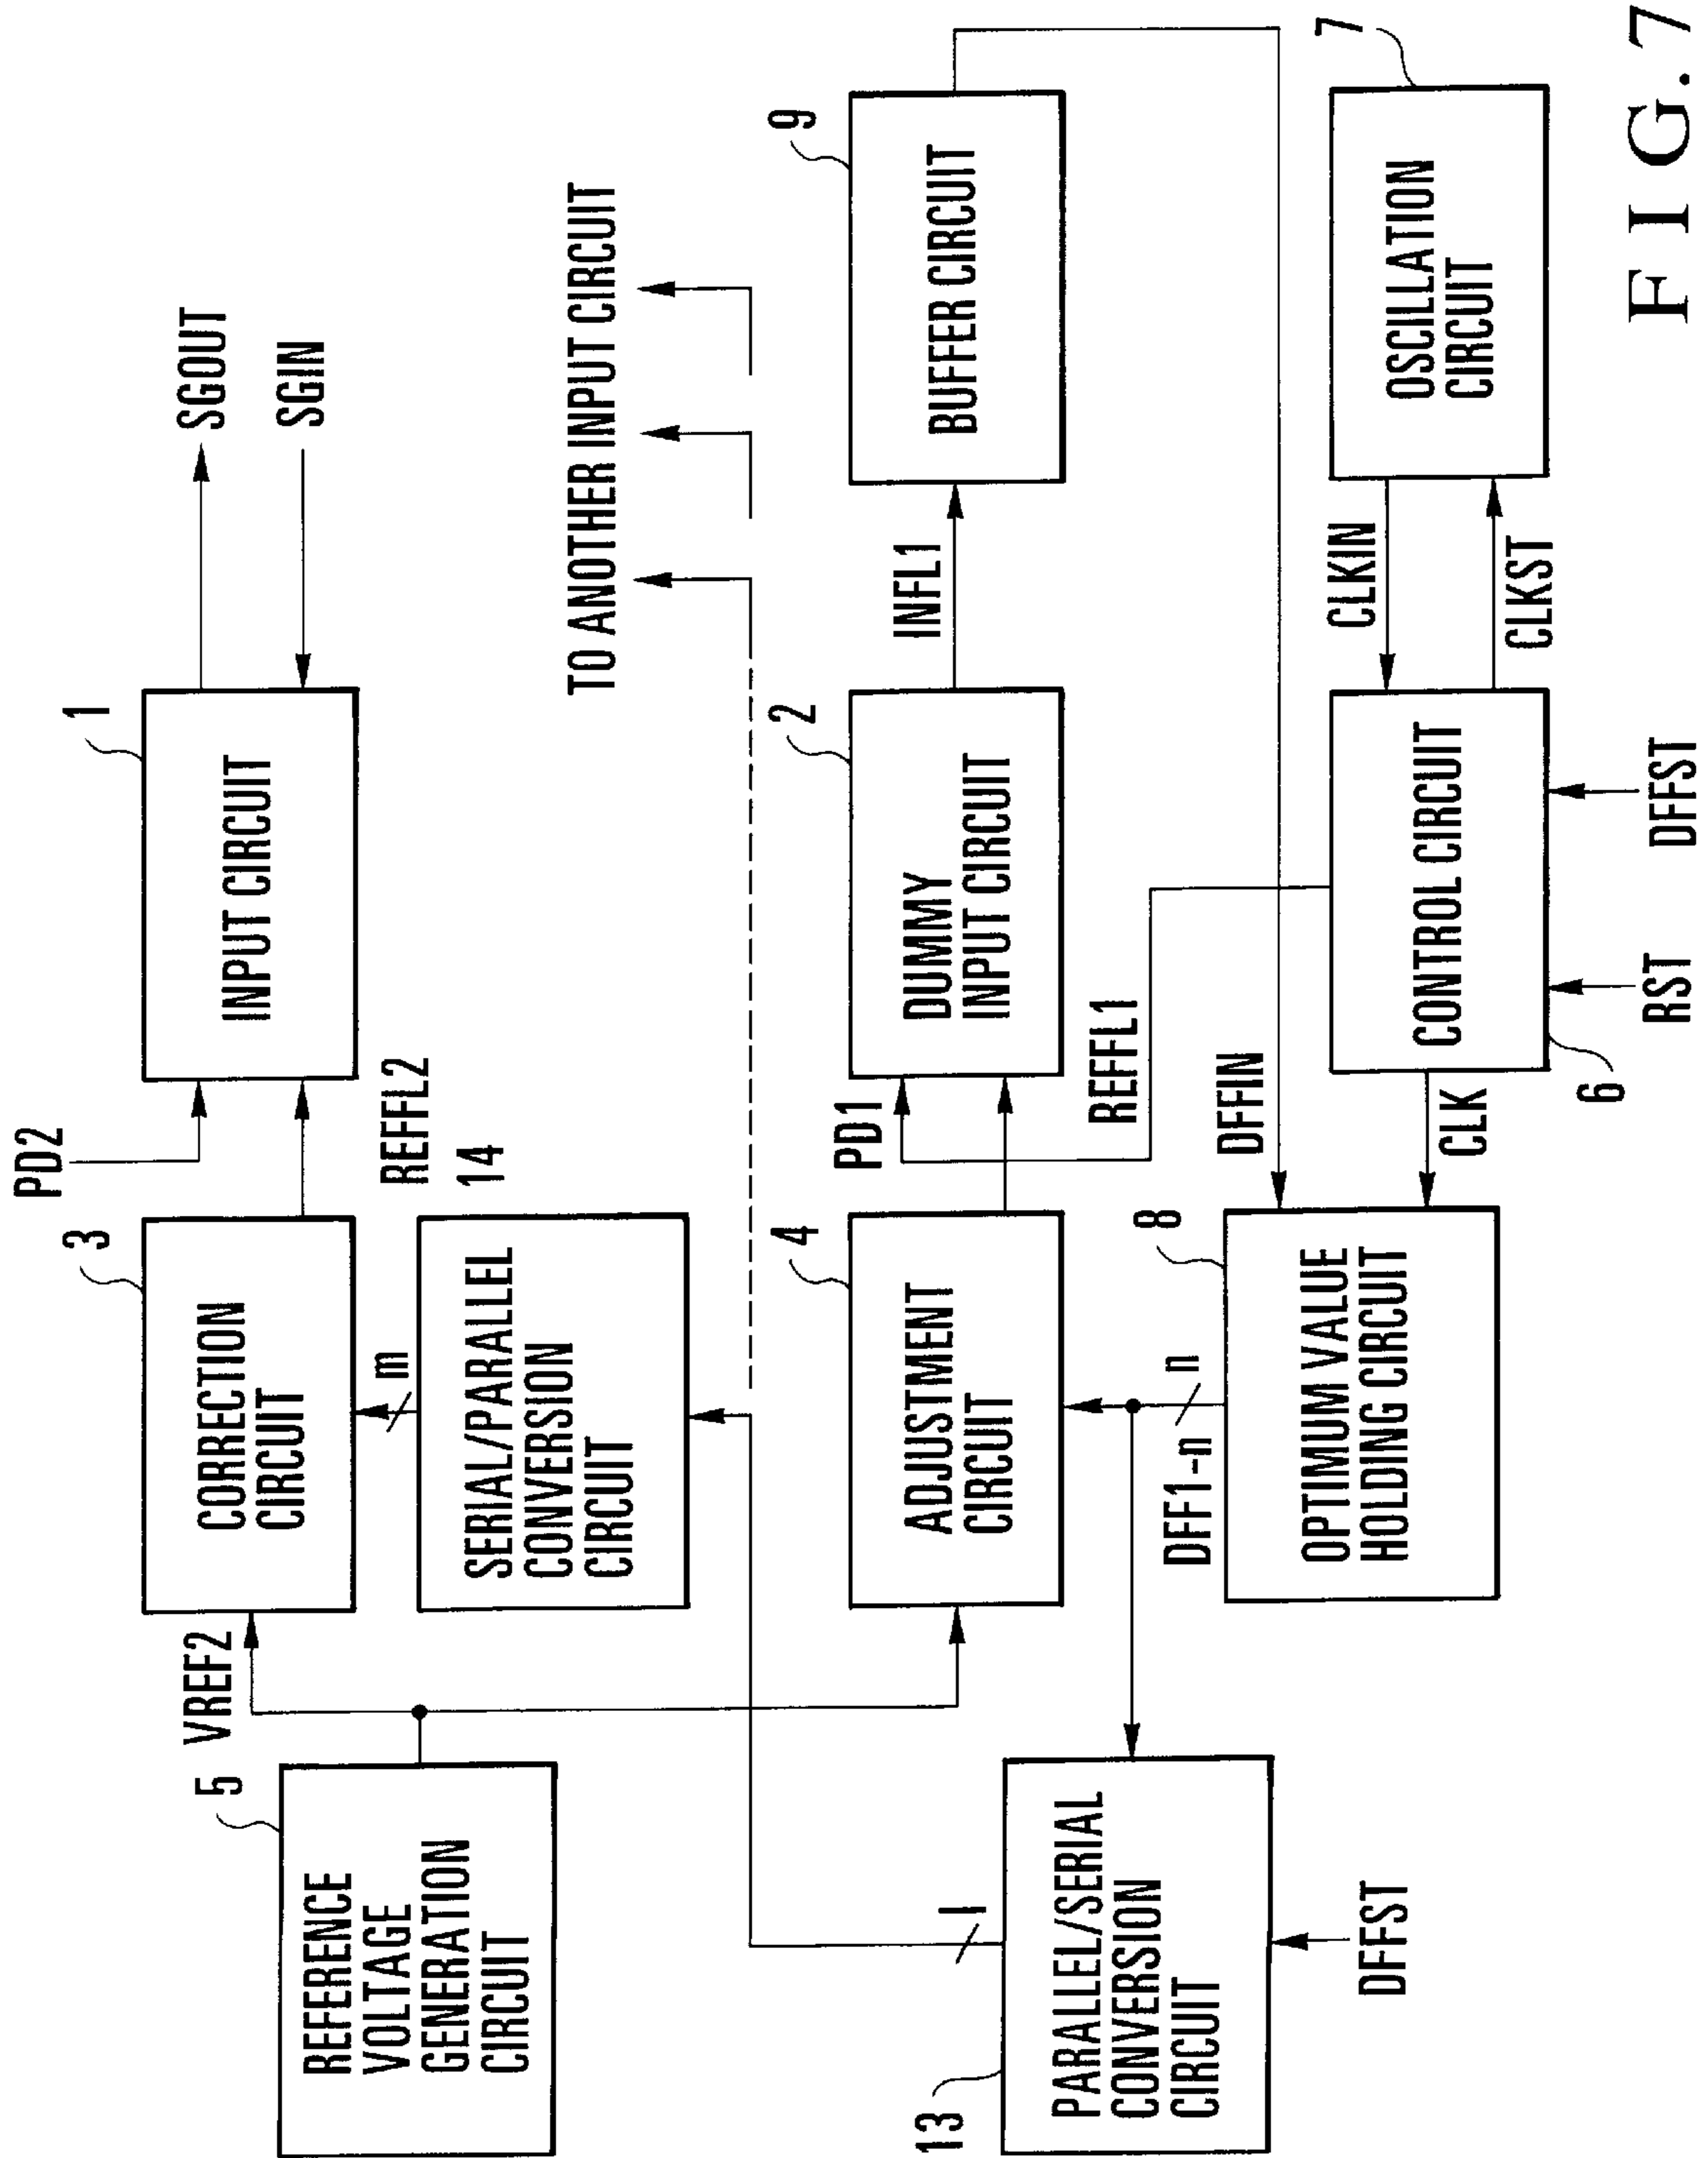 PD2
1
INPUT CIRCUIT
SGOUT
SGIN
3
CORRECTION
CIRCUIT
VREF2
REFFL2
5
REFERENCE
VOLTAGE
GENERATION
CIRCUIT
m
14
SERIAL/PARALLEL
CONVERSION
CIRCUIT
TO ANOTHER INPUT CIRCUIT
PD1
2
DUMMY
INPUT CIRCUIT
INFL1
9
BUFFER CIRCUIT
4
ADJUSTMENT
CIRCUIT
REFFL1
l
13
PARALLEL/SERIAL
CONVERSION
CIRCUIT
DFFST
DFF1-n
n
8
OPTIMUM VALUE
HOLDING CIRCUIT
DFFIN
CLK
6
CONTROL CIRCUIT
RST
DFFST
CLKIN
CLKST
7
OSCILLATION
CIRCUIT
FIG.7